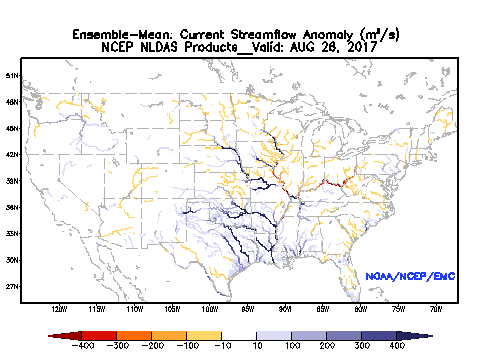 Ensemble-Mean: Current Streamflow Anomaly (m³/s)
NCEP NLDAS Products__Valid: AUG 26, 2017
51N
48N
45N
42N
39N
36N
33N
30N
27N
NOAA/NCEP/EMC
120W 115W 110W 105W 100W 95W 90W 85W 80W 75W 70W
-400 -300 -200 -100 -10 10 100 200 300 400